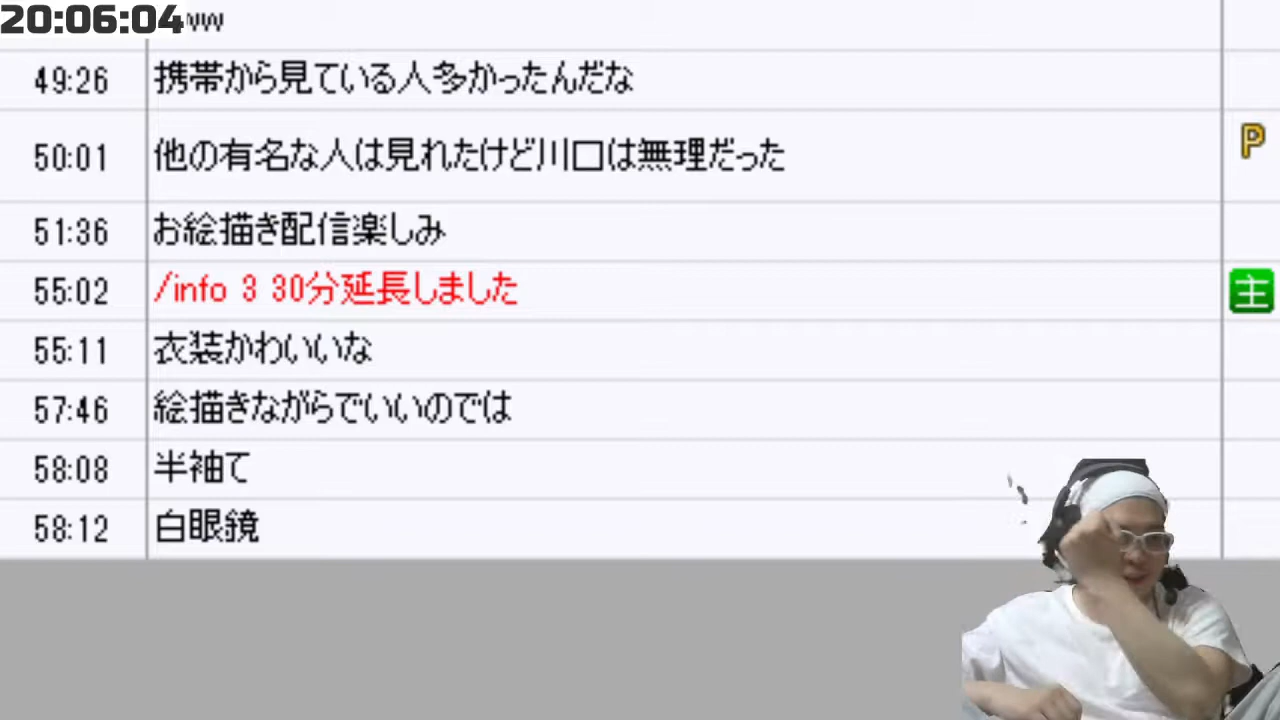 20:06:04
ww
49:26 携帯から見ている人多かったんだな
50:01 他の有名な人は見れたけど川口は無理だった P
51:36 お絵描き配信楽しみ
55:02 /info 3 30分延長しました 主
55:11 衣装かわいいな
57:46 絵描きながらでいいのでは
58:08 半袖て
58:12 白眼鏡